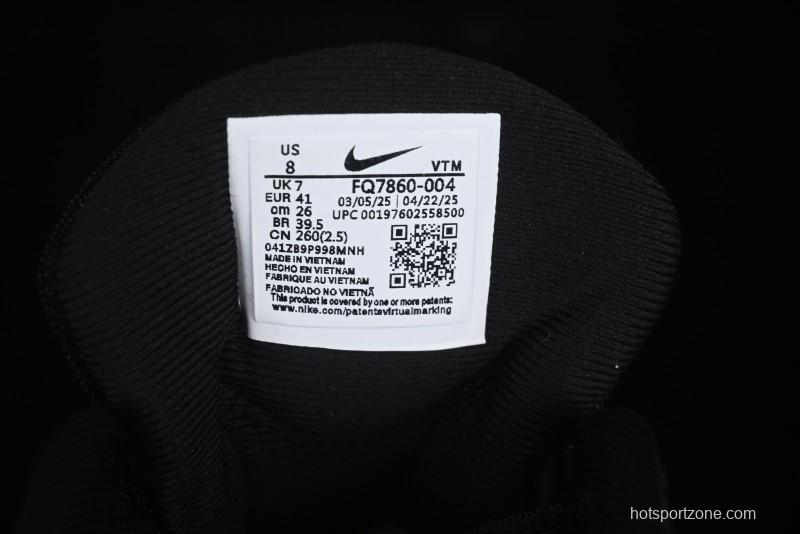 US
8
VTM
UK 7
FQ7860-004
EUR 41
03/05/25 | 04/22/25
cm 26
UPC 00197602558500
BR 39.5
CN 260(2.5)
041ZB9P998MNH
MADE IN VIETNAM
HECHO EN VIETNAM
FABRIQUE AU VIETNAM
FABRICADO NO VIETNÃ
This product is covered by one or more patents:
www.nike.com/patentsvirtualmarking
hotsportzone.com